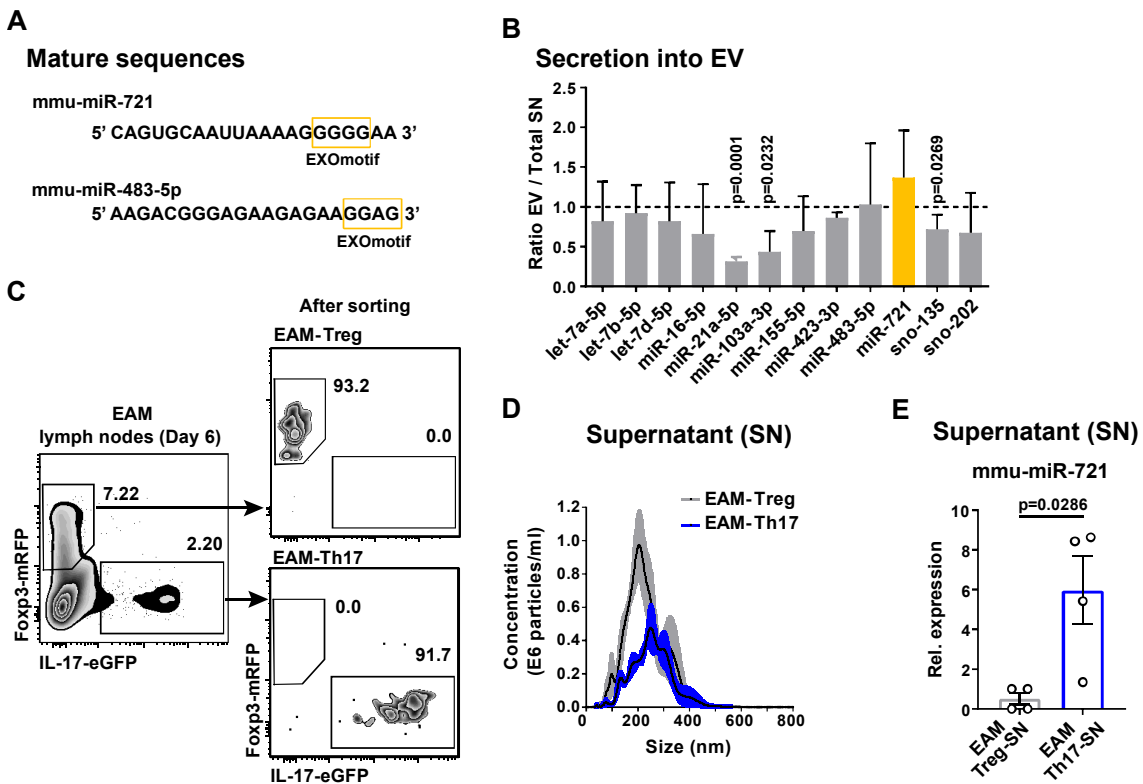 A
Mature sequences
mmu-miR-721
5’ CAGUGCAAUUAAAAGGGGGAA 3’
EXOmotif
mmu-miR-483-5p
5’ AAGACGGGAGAAGAGAAGGAG 3’
EXOmotif
B
Secretion into EV
Ratio EV / Total SN
2.5
2.0
1.5
1.0
0.5
0.0
p=0.0001
p=0.0232
p=0.0269
let-7a-5p
let-7b-5p
let-7d-5p
miR-16-5p
miR-21a-5p
miR-103a-3p
miR-155-5p
miR-423-3p
miR-483-5p
miR-721
sno-135
sno-202
C
EAM
lymph nodes (Day 6)
7.22
2.20
Foxp3-mRFP
IL-17-eGFP
After sorting
EAM-Treg
93.2
0.0
EAM-Th17
0.0
91.7
Foxp3-mRFP
IL-17-eGFP
D
Supernatant (SN)
EAM-Treg
EAM-Th17
Concentration
(E6 particles/ml)
1.2
1.0
0.8
0.6
0.4
0.2
0.0
0
200
400
600
800
Size (nm)
E
Supernatant (SN)
mmu-miR-721
p=0.0286
Rel. expression
10
8
6
4
2
0
EAM
Treg-SN
EAM
Th17-SN